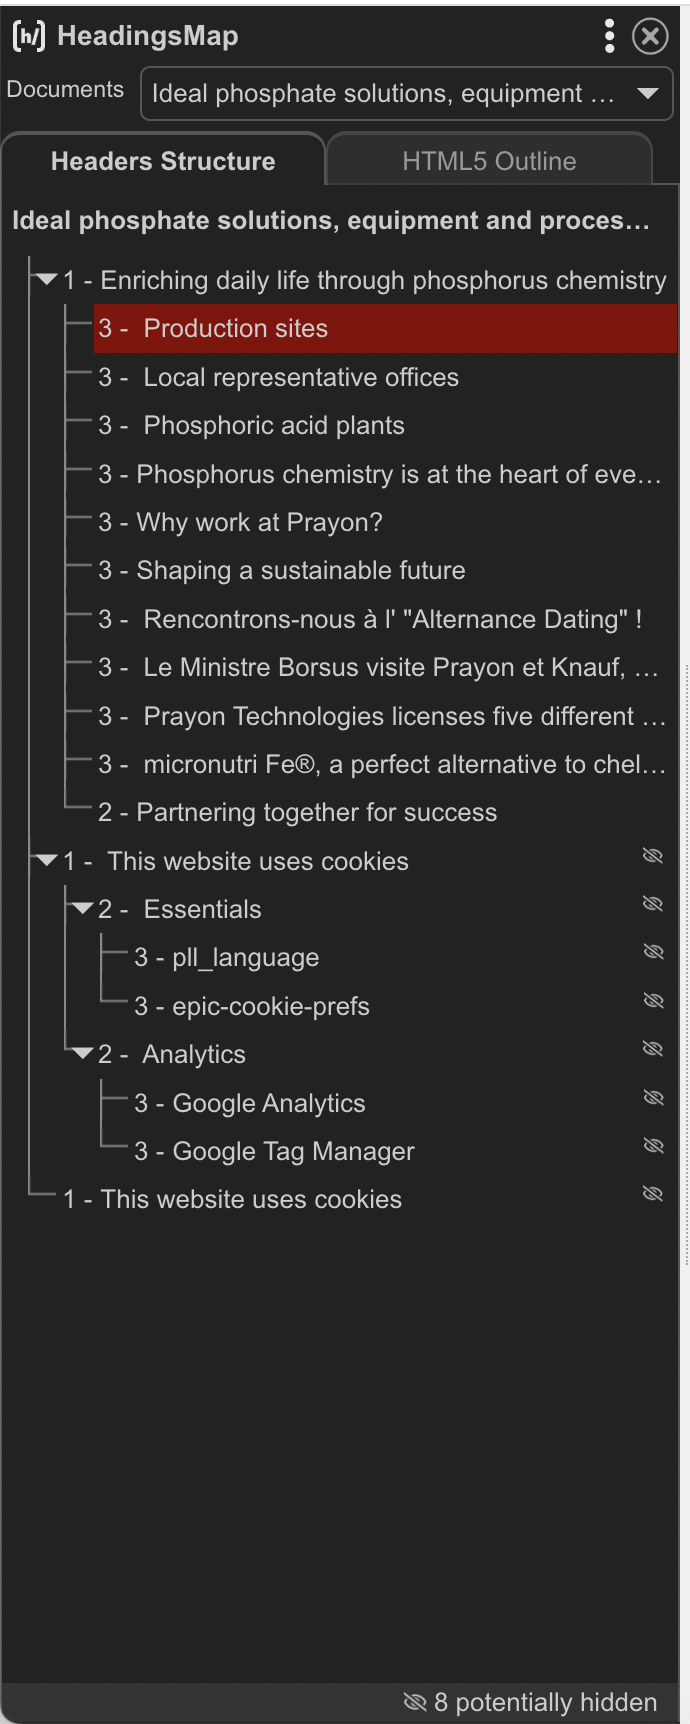 [h/] HeadingsMap
Documents
Ideal phosphate solutions, equipment …
Headers Structure
HTML5 Outline
Ideal phosphate solutions, equipment and proces…
1 - Enriching daily life through phosphorus chemistry
3 - Production sites
3 - Local representative offices
3 - Phosphoric acid plants
3 - Phosphorus chemistry is at the heart of eve…
3 - Why work at Prayon?
3 - Shaping a sustainable future
3 - Rencontrons-nous à l' "Alternance Dating" !
3 - Le Ministre Borsus visite Prayon et Knauf, …
3 - Prayon Technologies licenses five different …
3 - micronutri Fe®, a perfect alternative to chel…
2 - Partnering together for success
1 - This website uses cookies
2 - Essentials
3 - pll_language
3 - epic-cookie-prefs
2 - Analytics
3 - Google Analytics
3 - Google Tag Manager
1 - This website uses cookies
8 potentially hidden